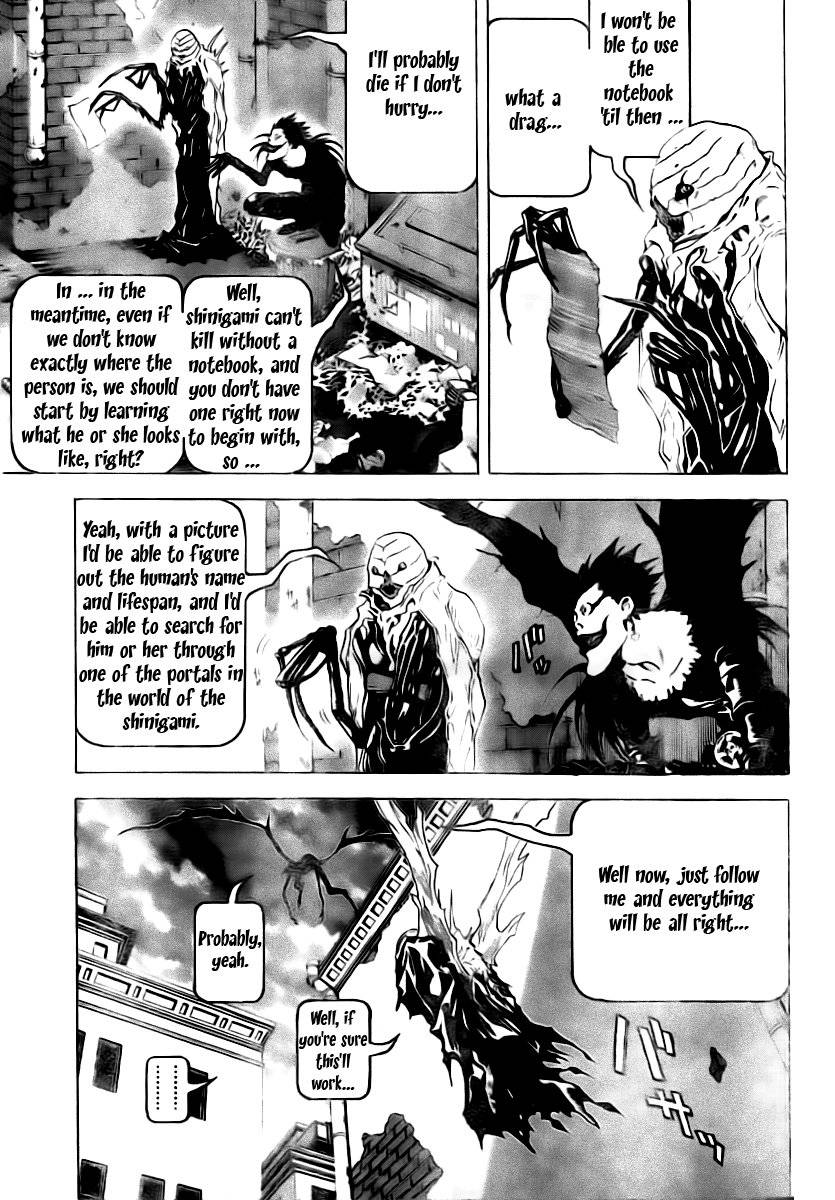 I won't be
ble to use
the
notebook
'til then ...
what a
drag...
I'll probably
die if I don't
hurry...
Well,
shinigami can't
kill without a
notebook, and
you don't have
one right now
to begin with,
so ...
In ... in the
meantime, even if
we don't know
exactly where the
person is, we should
start by learning
what he or she looks
like, right?
Yeah, with a picture
I'd be able to figure
out the human's name
and lifespan, and I'd
be able to search for
him or her through
one of the portals in
the world of the
shinigami.
バッ
Well now, just follow
me and everything
will be all right...
Probably,
yeah.
Well, if
you're sure
this'll
work...
..........
バサッ